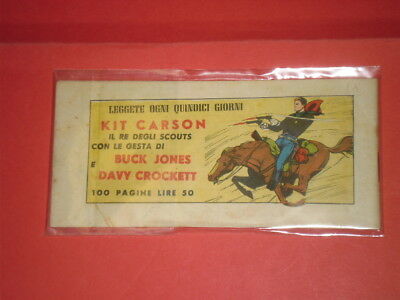 LEGGETE OGNI QUINDICI GIORNI
KIT CARSON
IL RE DEGLI SCOUTS
CON LE GESTA DI
BUCK JONES
E
DAVY CROCKETT
100 PAGINE LIRE 50